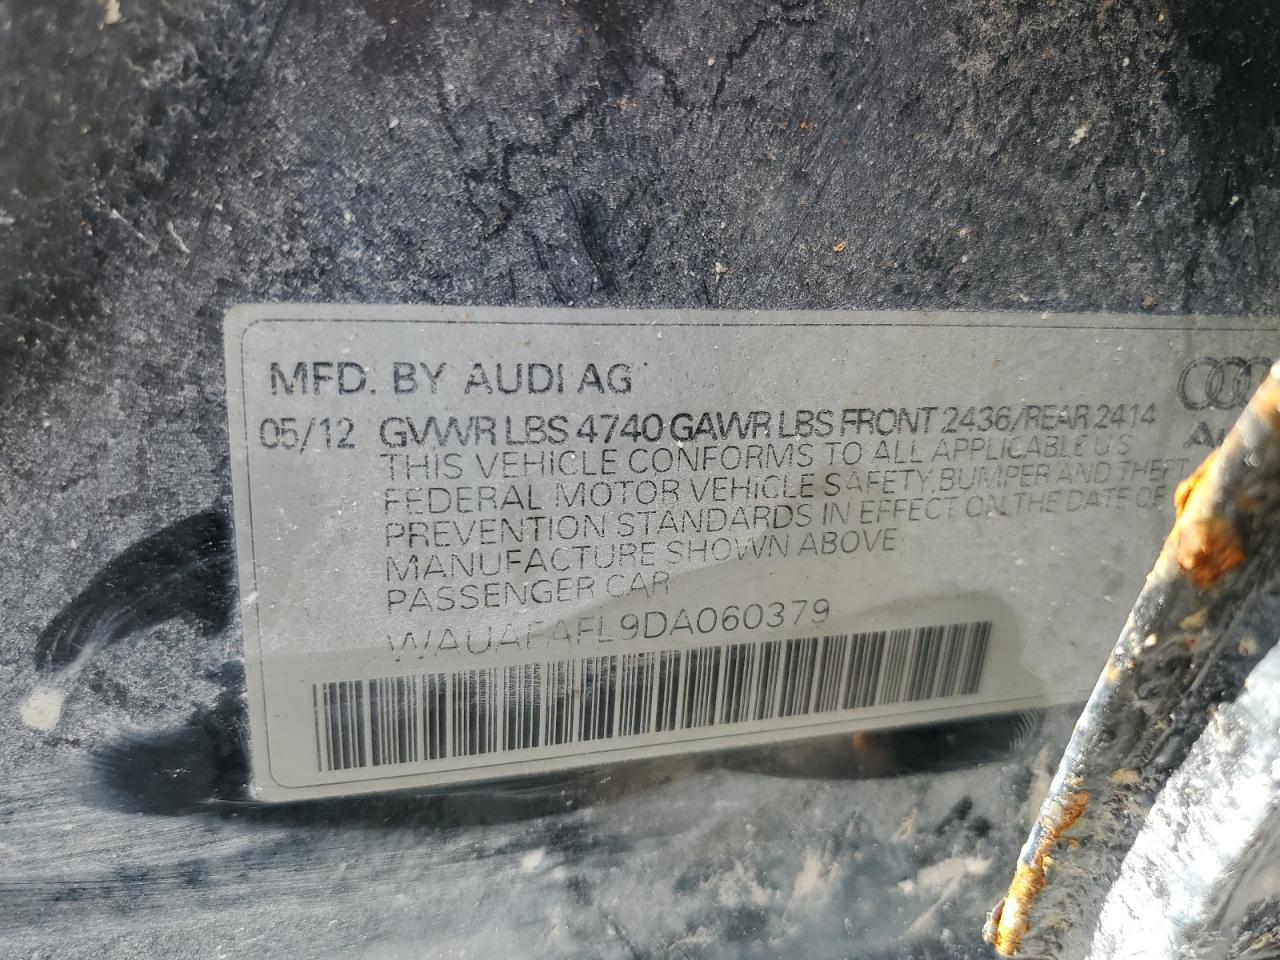 MFD. BY AUDI AG
05/12 GVWR LBS 4740 GAWR LBS FRONT 2436/REAR 2414
THIS VEHICLE CONFORMS TO ALL APPLICABLE U S
FEDERAL MOTOR VEHICLE SAFETY, BUMPER AND THEFT
PREVENTION STANDARDS IN EFFECT ON THE DATE OF
MANUFACTURE SHOWN ABOVE
PASSENGER CAR
WAUAFAFL9DA060379